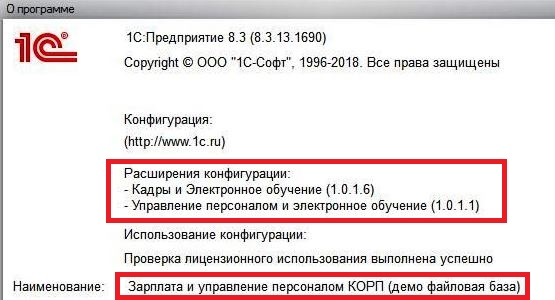 О программе
1С®
1С:Предприятие 8.3 (8.3.13.1690)
Copyright © ООО "1С-Софт", 1996-2018. Все права защищены
Конфигурация:
(http://www.1c.ru)
Расширения конфигурации:
- Кадры и Электронное обучение (1.0.1.6)
- Управление персоналом и электронное обучение (1.0.1.1)
Использование конфигурации:
Проверка лицензионного использования выполнена успешно
Наименование: Зарплата и управление персоналом КОРП (демо файловая база)